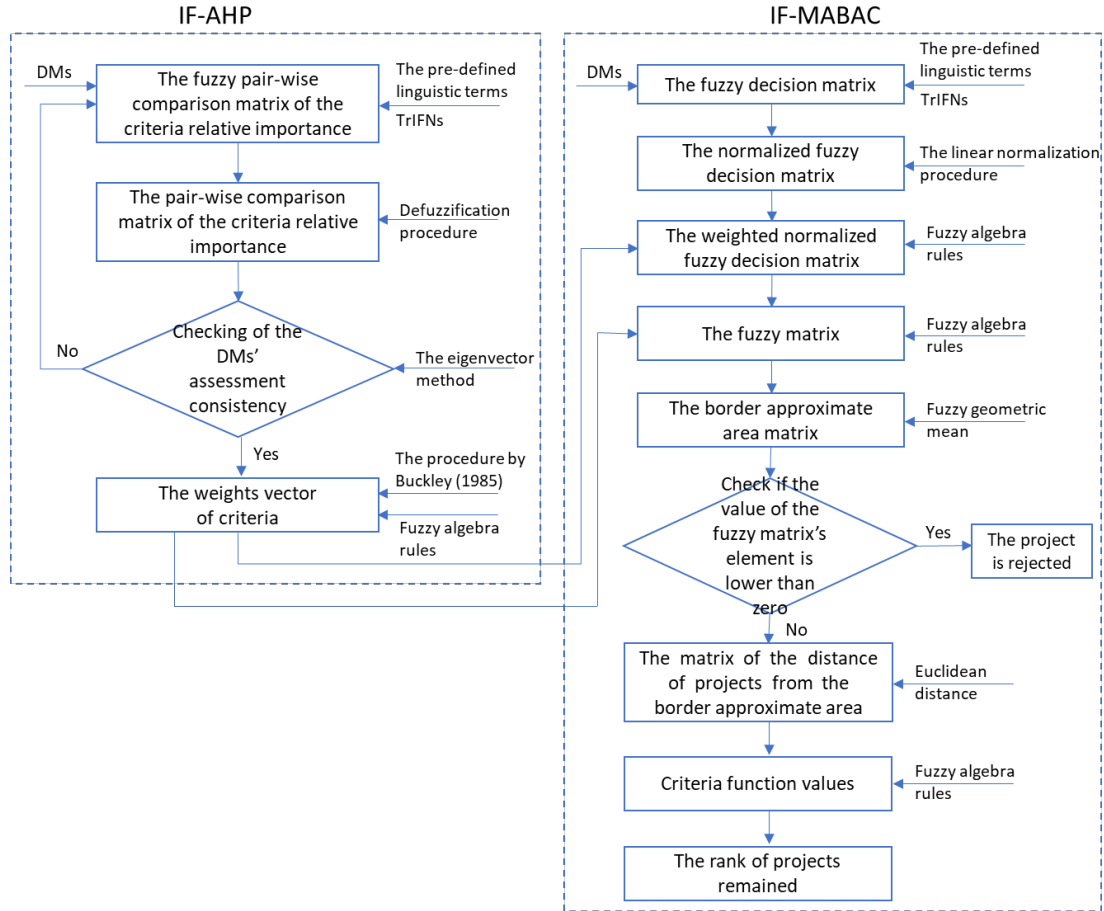 IF-AHP
DMs
The fuzzy pair-wise
comparison matrix of the
criteria relative importance
The pre-defined
linguistic terms
TrIFNs
The pair-wise comparison
matrix of the criteria relative
importance
Defuzzification
procedure
No
Checking of the
DMs’
assessment
consistency
The eigenvector
method
Yes
The weights vector
of criteria
The procedure by
Buckley (1985)
Fuzzy algebra
rules
IF-MABAC
DMs
The fuzzy decision matrix
The pre-defined
linguistic terms
TrIFNs
The normalized fuzzy
decision matrix
The linear normalization
procedure
The weighted normalized
fuzzy decision matrix
Fuzzy algebra
rules
The fuzzy matrix
Fuzzy algebra
rules
The border approximate
area matrix
Fuzzy geometric
mean
Check if the
value of the
fuzzy matrix’s
element is
lower than
zero
Yes
The project
is rejected
No
The matrix of the distance
of projects from the
border approximate area
Euclidean
distance
Criteria function values
Fuzzy algebra
rules
The rank of projects
remained